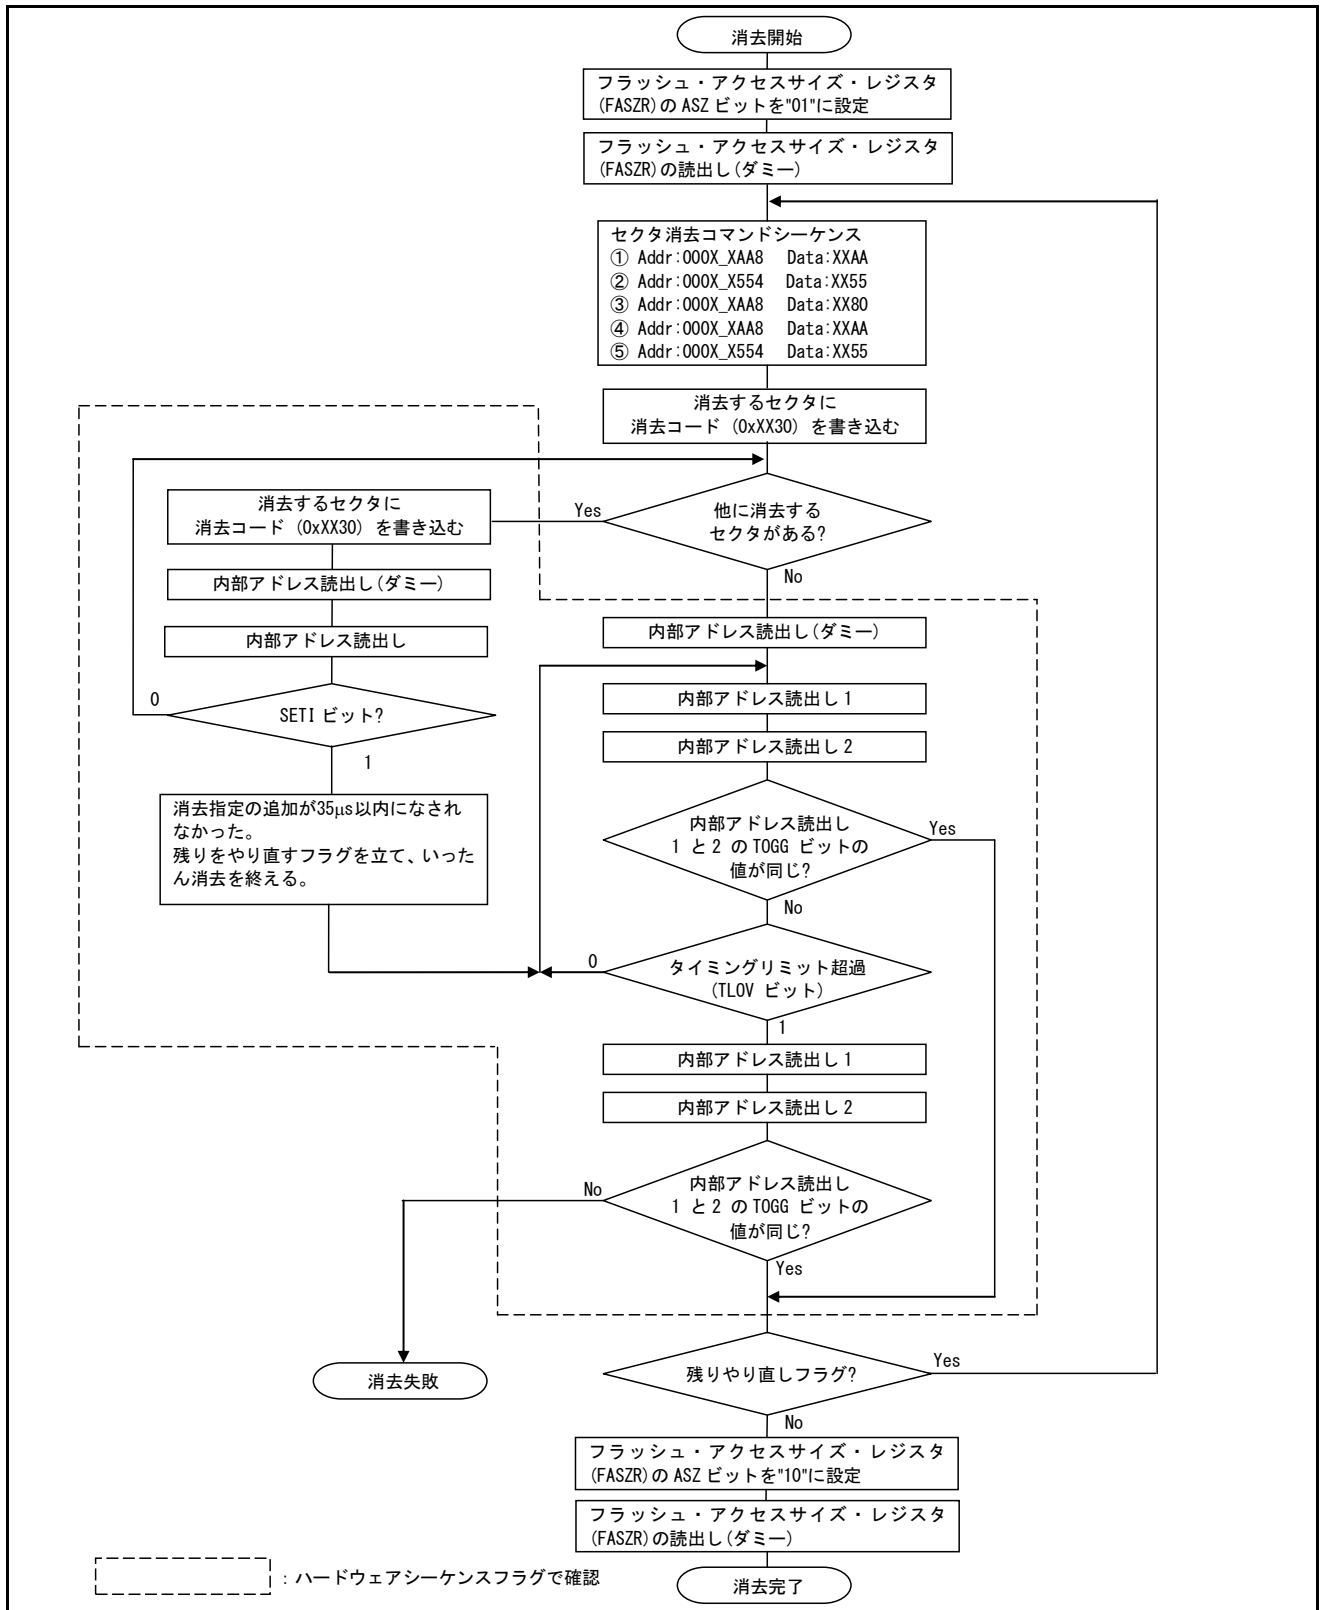 消去開始
フラッシュ・アクセスサイズ・レジスタ
(FASZR)の ASZ ビットを"01"に設定
フラッシュ・アクセスサイズ・レジスタ
(FASZR)の読出し(ダミー)
セクタ消去コマンドシーケンス
① Addr:000X_XAA8 Data:XXAA
② Addr:000X_X554 Data:XX55
③ Addr:000X_XAA8 Data:XX80
④ Addr:000X_XAA8 Data:XXAA
⑤ Addr:000X_X554 Data:XX55
消去するセクタに
消去コード (0xXX30) を書き込む
他に消去する
セクタがある?
Yes
No
消去するセクタに
消去コード (0xXX30) を書き込む
内部アドレス読出し(ダミー)
内部アドレス読出し
SETI ビット?
0
1
消去指定の追加が35μs以内になされ
なかった。
残りをやり直すフラグを立て、いった
ん消去を終える。
内部アドレス読出し(ダミー)
内部アドレス読出し 1
内部アドレス読出し 2
内部アドレス読出し
1 と 2 の TOGG ビットの
値が同じ?
Yes
No
タイミングリミット超過
(TLOV ビット)
0
1
内部アドレス読出し 1
内部アドレス読出し 2
内部アドレス読出し
1 と 2 の TOGG ビットの
値が同じ?
No
Yes
消去失敗
残りやり直しフラグ?
Yes
No
フラッシュ・アクセスサイズ・レジスタ
(FASZR)の ASZ ビットを"10"に設定
フラッシュ・アクセスサイズ・レジスタ
(FASZR)の読出し(ダミー)
消去完了
: ハードウェアシーケンスフラグで確認